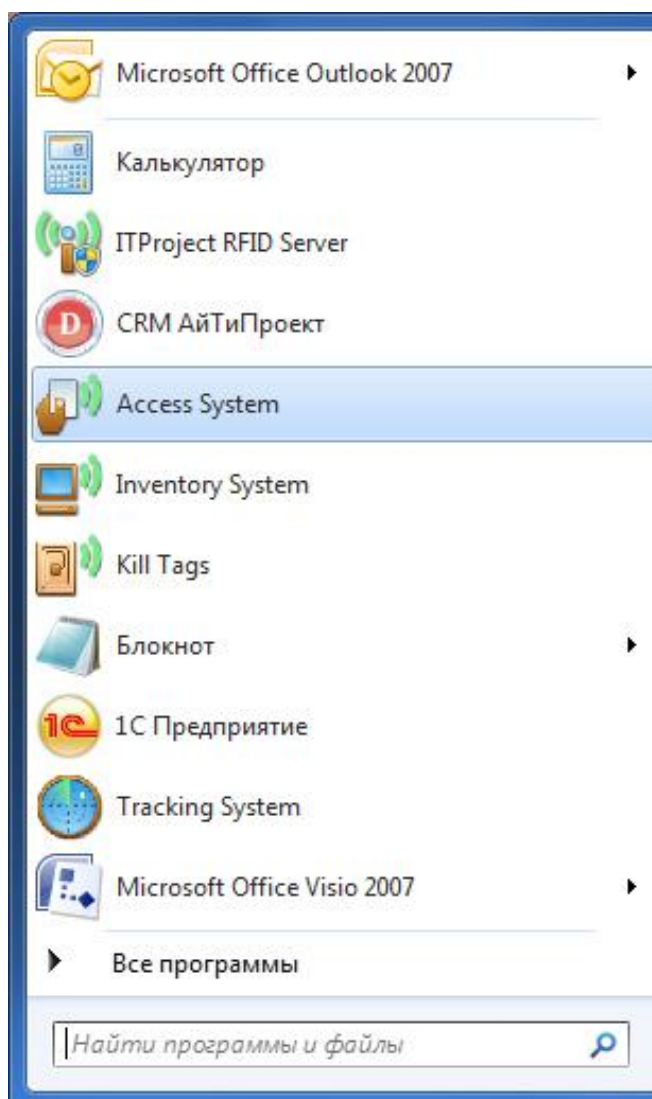 Microsoft Office Outlook 2007
Калькулятор
ITProject RFID Server
D
CRM АйТиПроект
Access System
Inventory System
Kill Tags
Блокнот
1С
1С Предприятие
Tracking System
Microsoft Office Visio 2007
Все программы
Найти программы и файлы